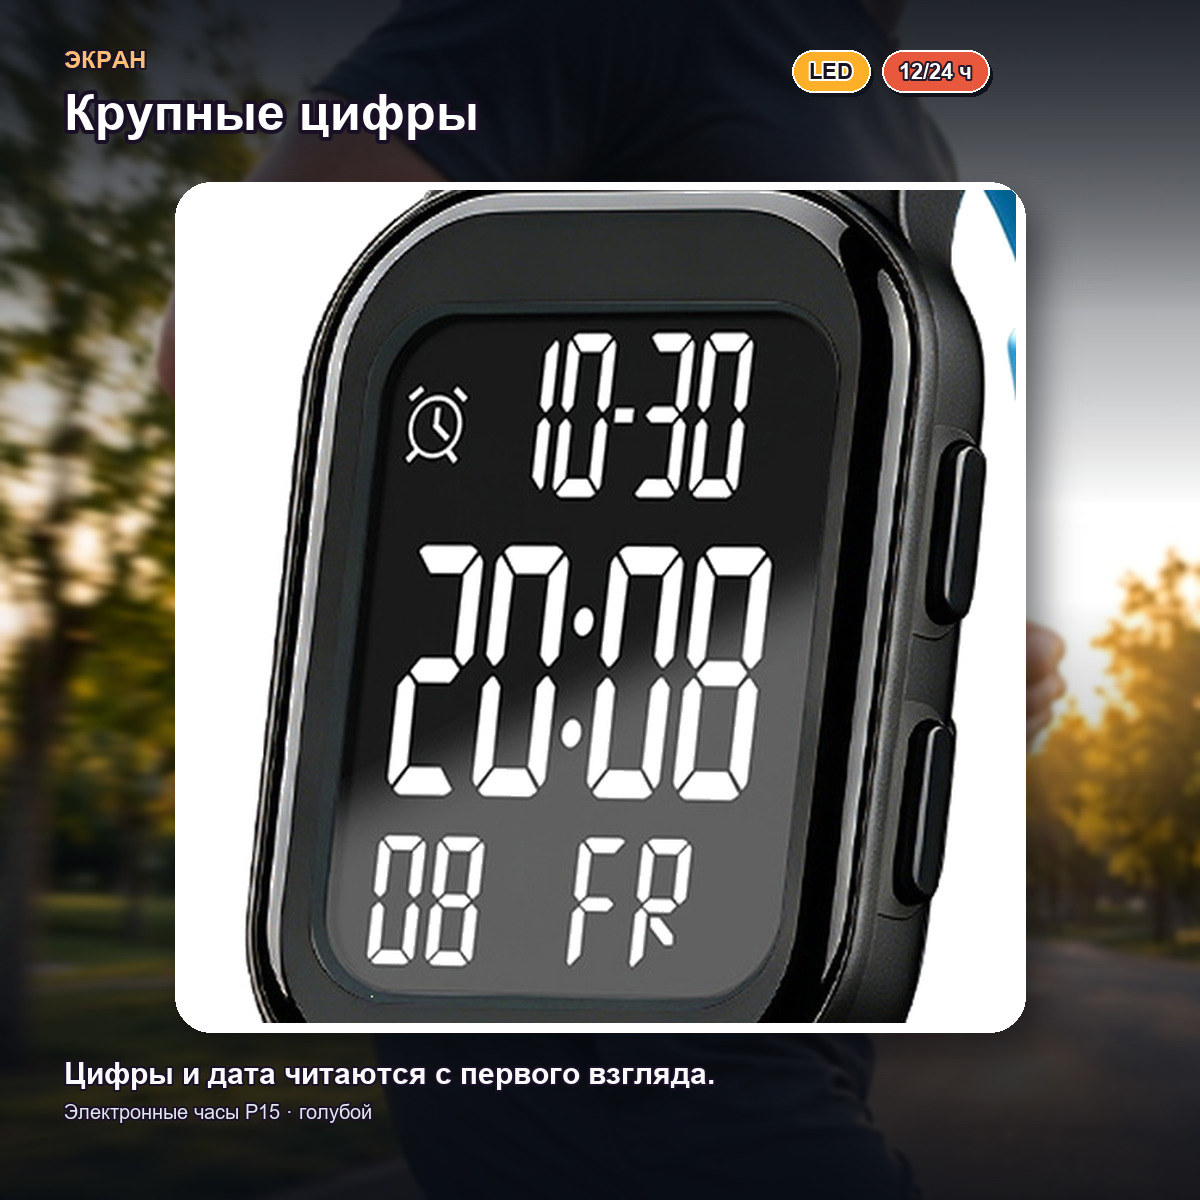 ЭКРАН
Крупные цифры
LED
12/24 ч
10-30
20:08
08 FR
Цифры и дата читаются с первого взгляда.
Электронные часы P15 · голубой